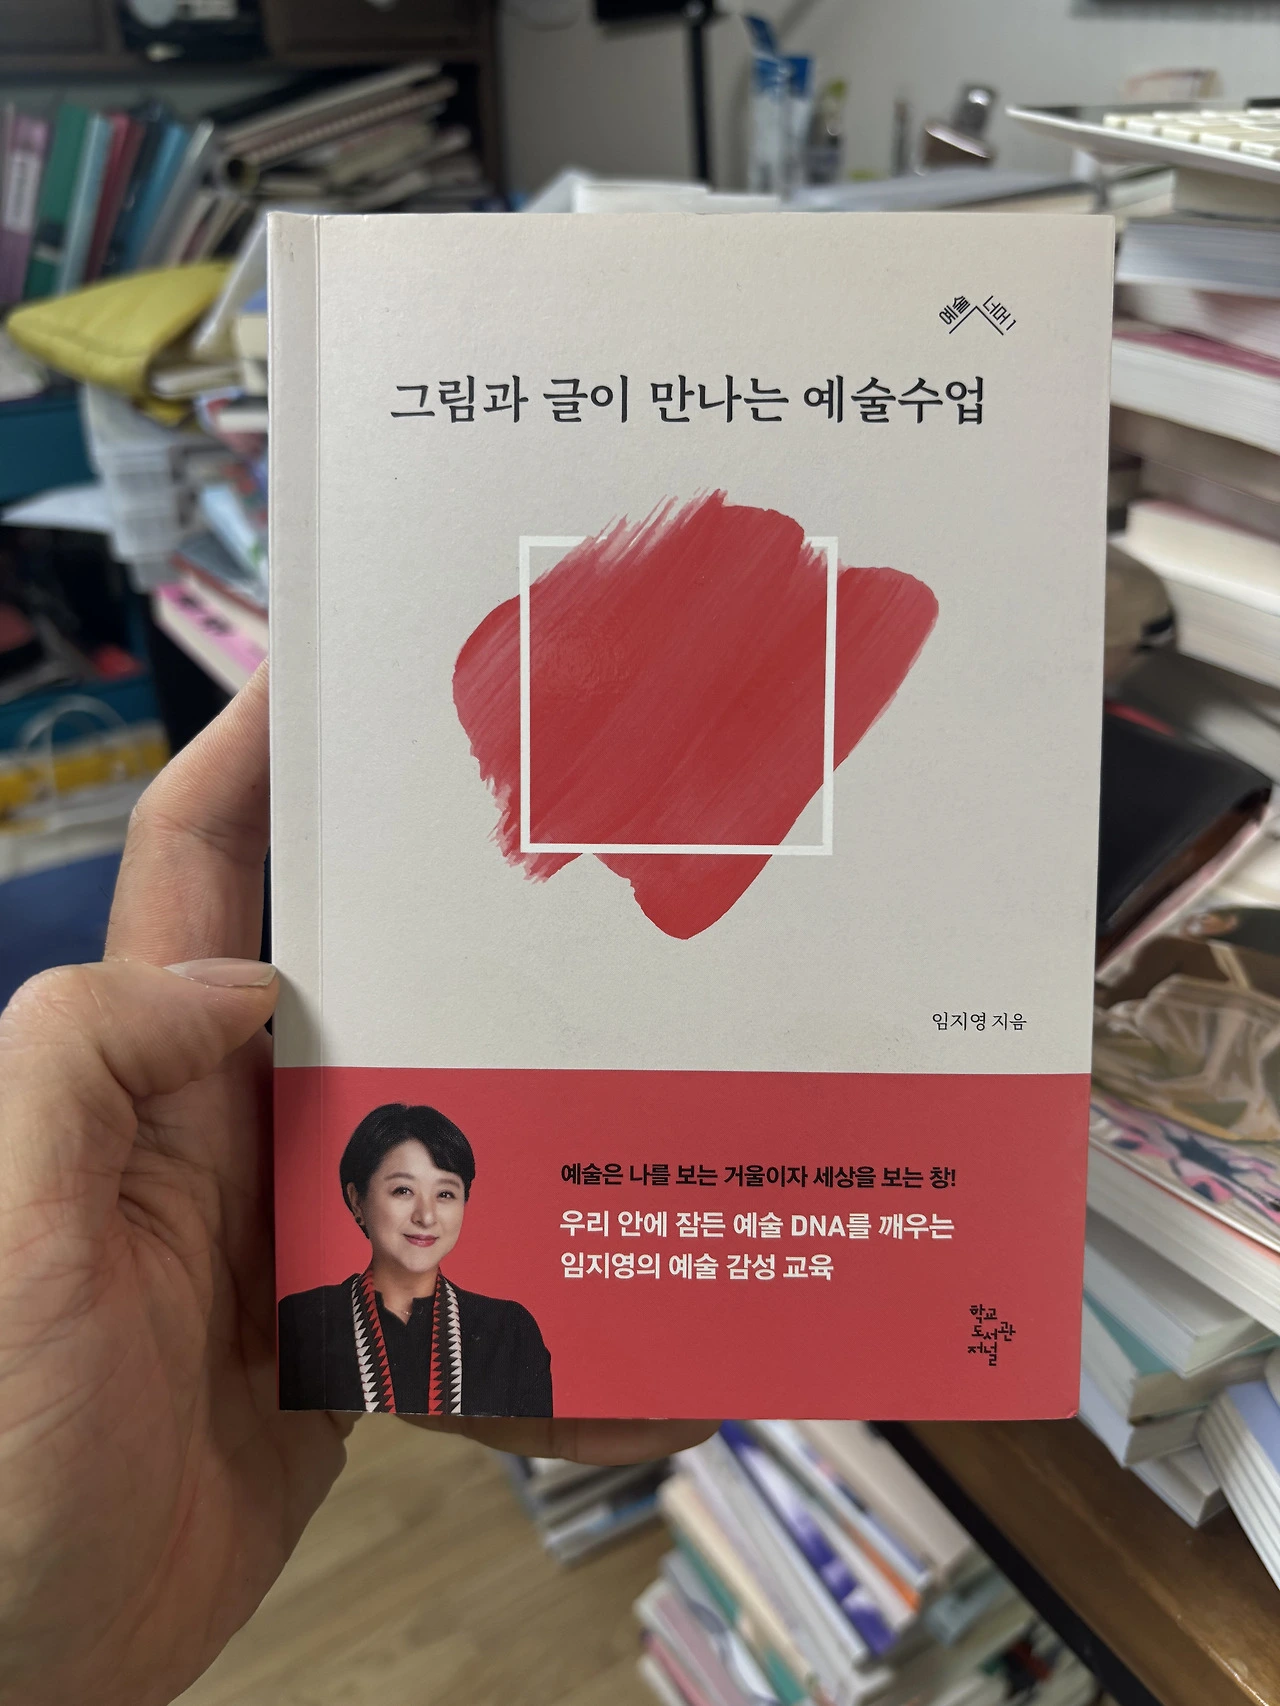 예술 너머 1
그림과 글이 만나는 예술수업
임지영 지음
예술은 나를 보는 거울이자 세상을 보는 창!
우리 안에 잠든 예술 DNA를 깨우는
임지영의 예술 감성 교육
학교
도서관
저널